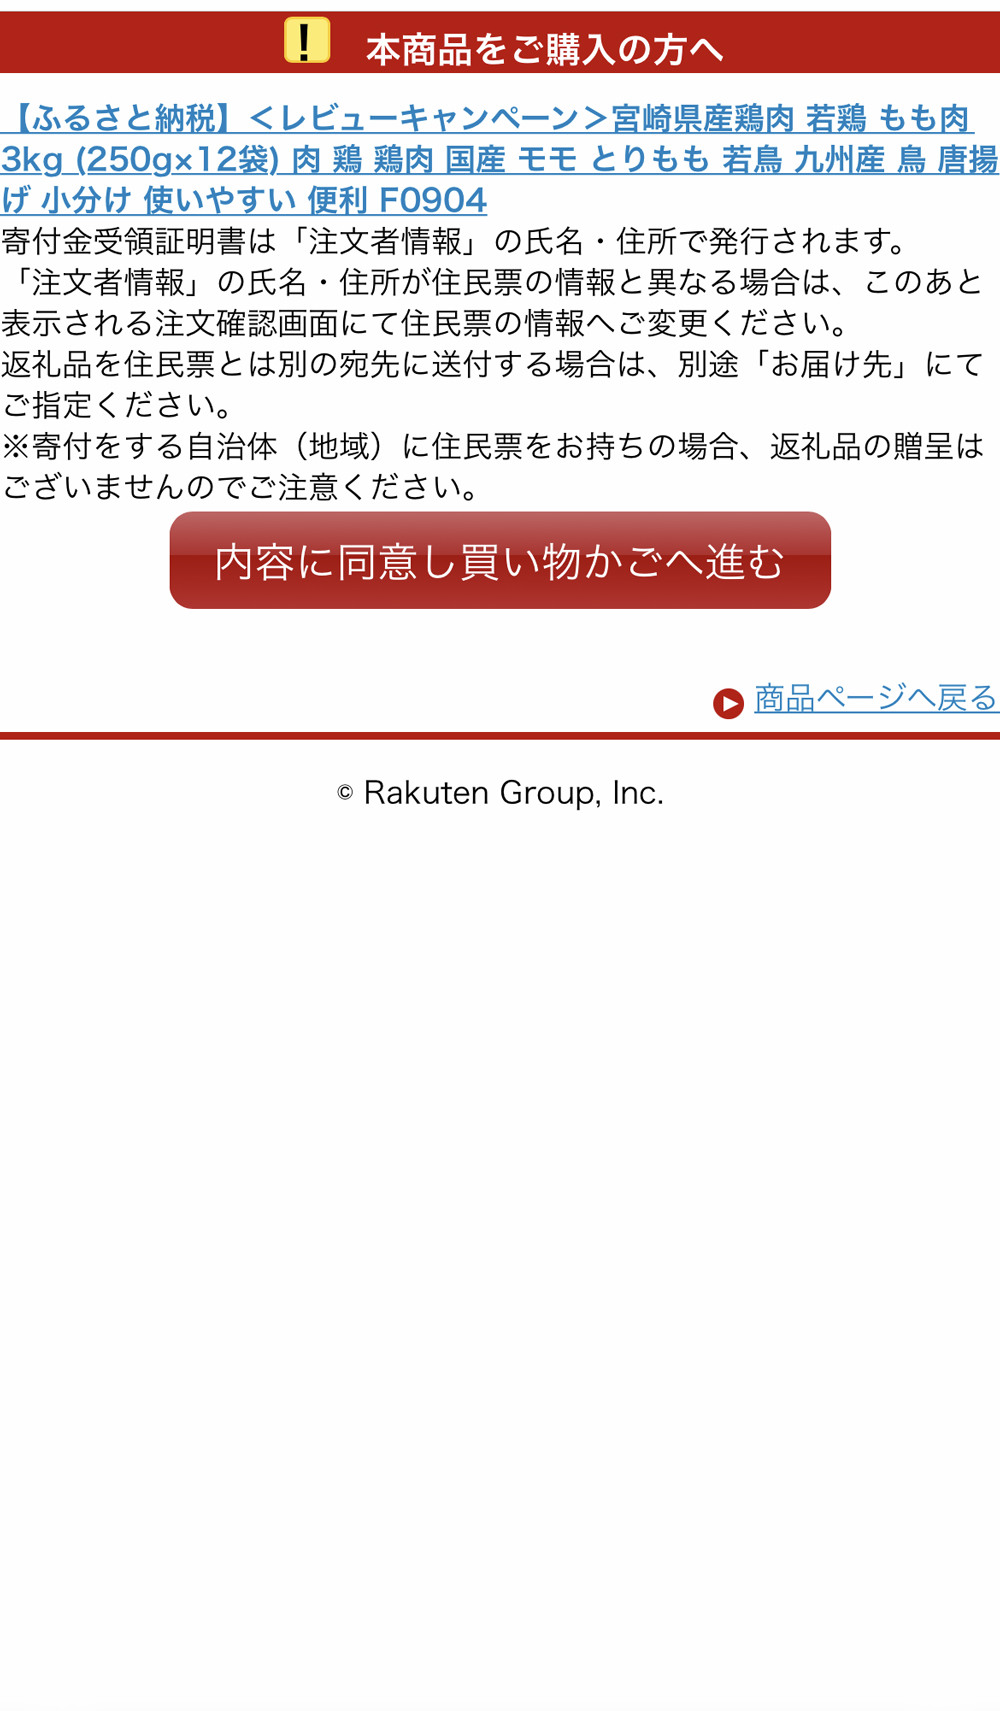 本商品をご購入の方へ
【ふるさと納税】＜レビューキャンペーン＞宮崎県産鶏肉 若鶏 もも肉
3kg (250g×12袋) 肉 鶏 鶏肉 国産 モモ とりもも 若鳥 九州産 鳥 唐揚
げ 小分け 使いやすい 便利 F0904
寄付金受領証明書は「注文者情報」の氏名・住所で発行されます。
「注文者情報」の氏名・住所が住民票の情報と異なる場合は、このあと
表示される注文確認画面にて住民票の情報へご変更ください。
返礼品を住民票とは別の宛先に送付する場合は、別途「お届け先」にて
ご指定ください。
※寄付をする自治体（地域）に住民票をお持ちの場合、返礼品の贈呈は
ございませんのでご注意ください。
内容に同意し買い物かごへ進む
商品ページへ戻る
© Rakuten Group, Inc.